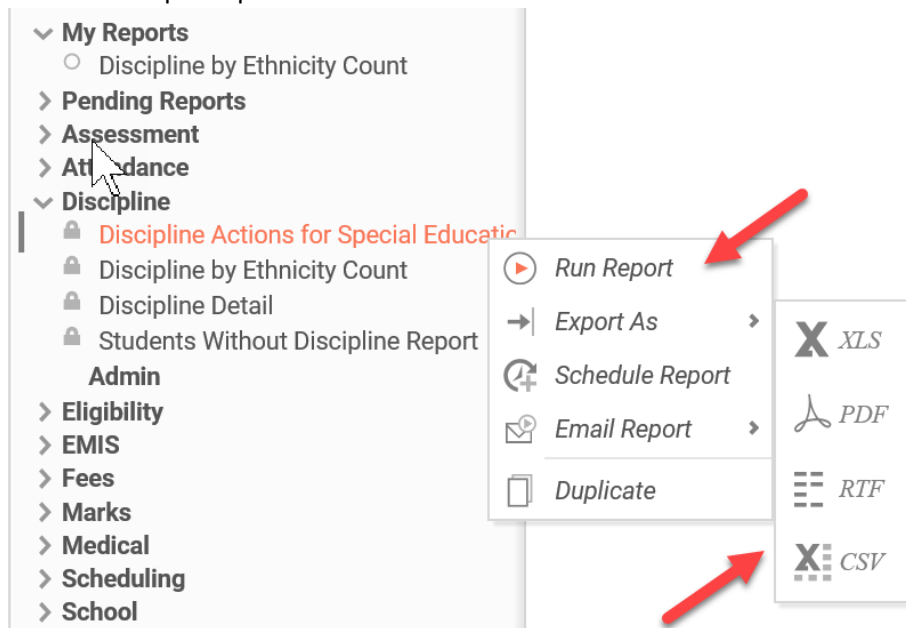 My Reports
Discipline by Ethnicity Count
Pending Reports
Assessment
Attendance
Discipline
Discipline Actions for Special Educatic
Discipline by Ethnicity Count
Discipline Detail
Students Without Discipline Report
Admin
Eligibility
EMIS
Fees
Marks
Medical
Scheduling
School
Run Report
Export As
Schedule Report
Email Report
Duplicate
XLS
PDF
RTF
CSV